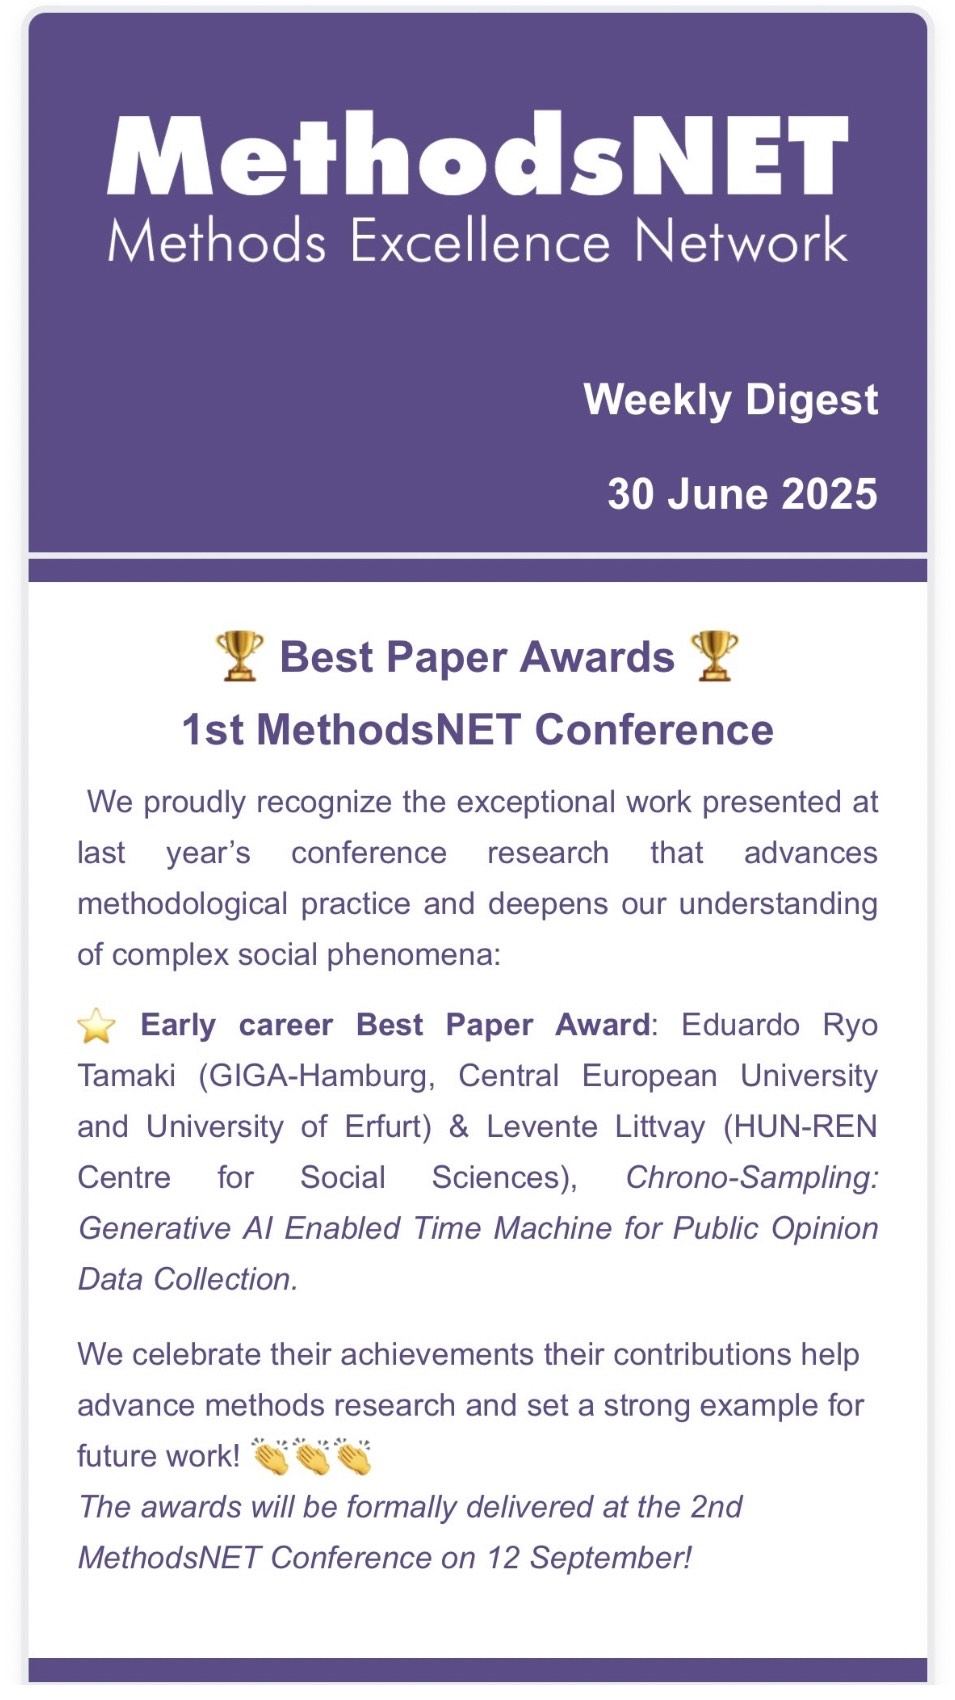 MethodsNET
Methods Excellence Network
Weekly Digest
30 June 2025
🏆 Best Paper Awards 🏆
1st MethodsNET Conference
We proudly recognize the exceptional work presented at
last year’s conference research that advances
methodological practice and deepens our understanding
of complex social phenomena:
⭐ Early career Best Paper Award: Eduardo Ryo
Tamaki (GIGA-Hamburg, Central European University
and University of Erfurt) & Levente Littvay (HUN-REN
Centre for Social Sciences), Chrono-Sampling:
Generative AI Enabled Time Machine for Public Opinion
Data Collection.
We celebrate their achievements their contributions help
advance methods research and set a strong example for
future work! 👏👏👏
The awards will be formally delivered at the 2nd
MethodsNET Conference on 12 September!